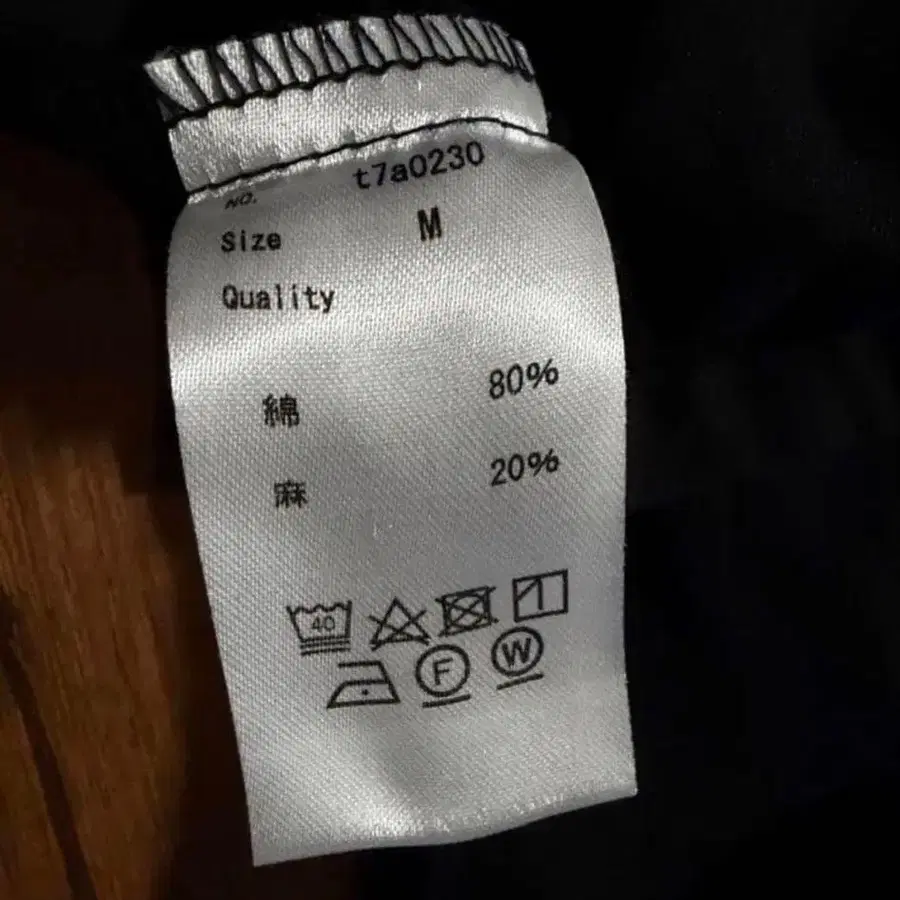 No. t7a0230
Size M
Quality
綿 80%
麻 20%
40
F W